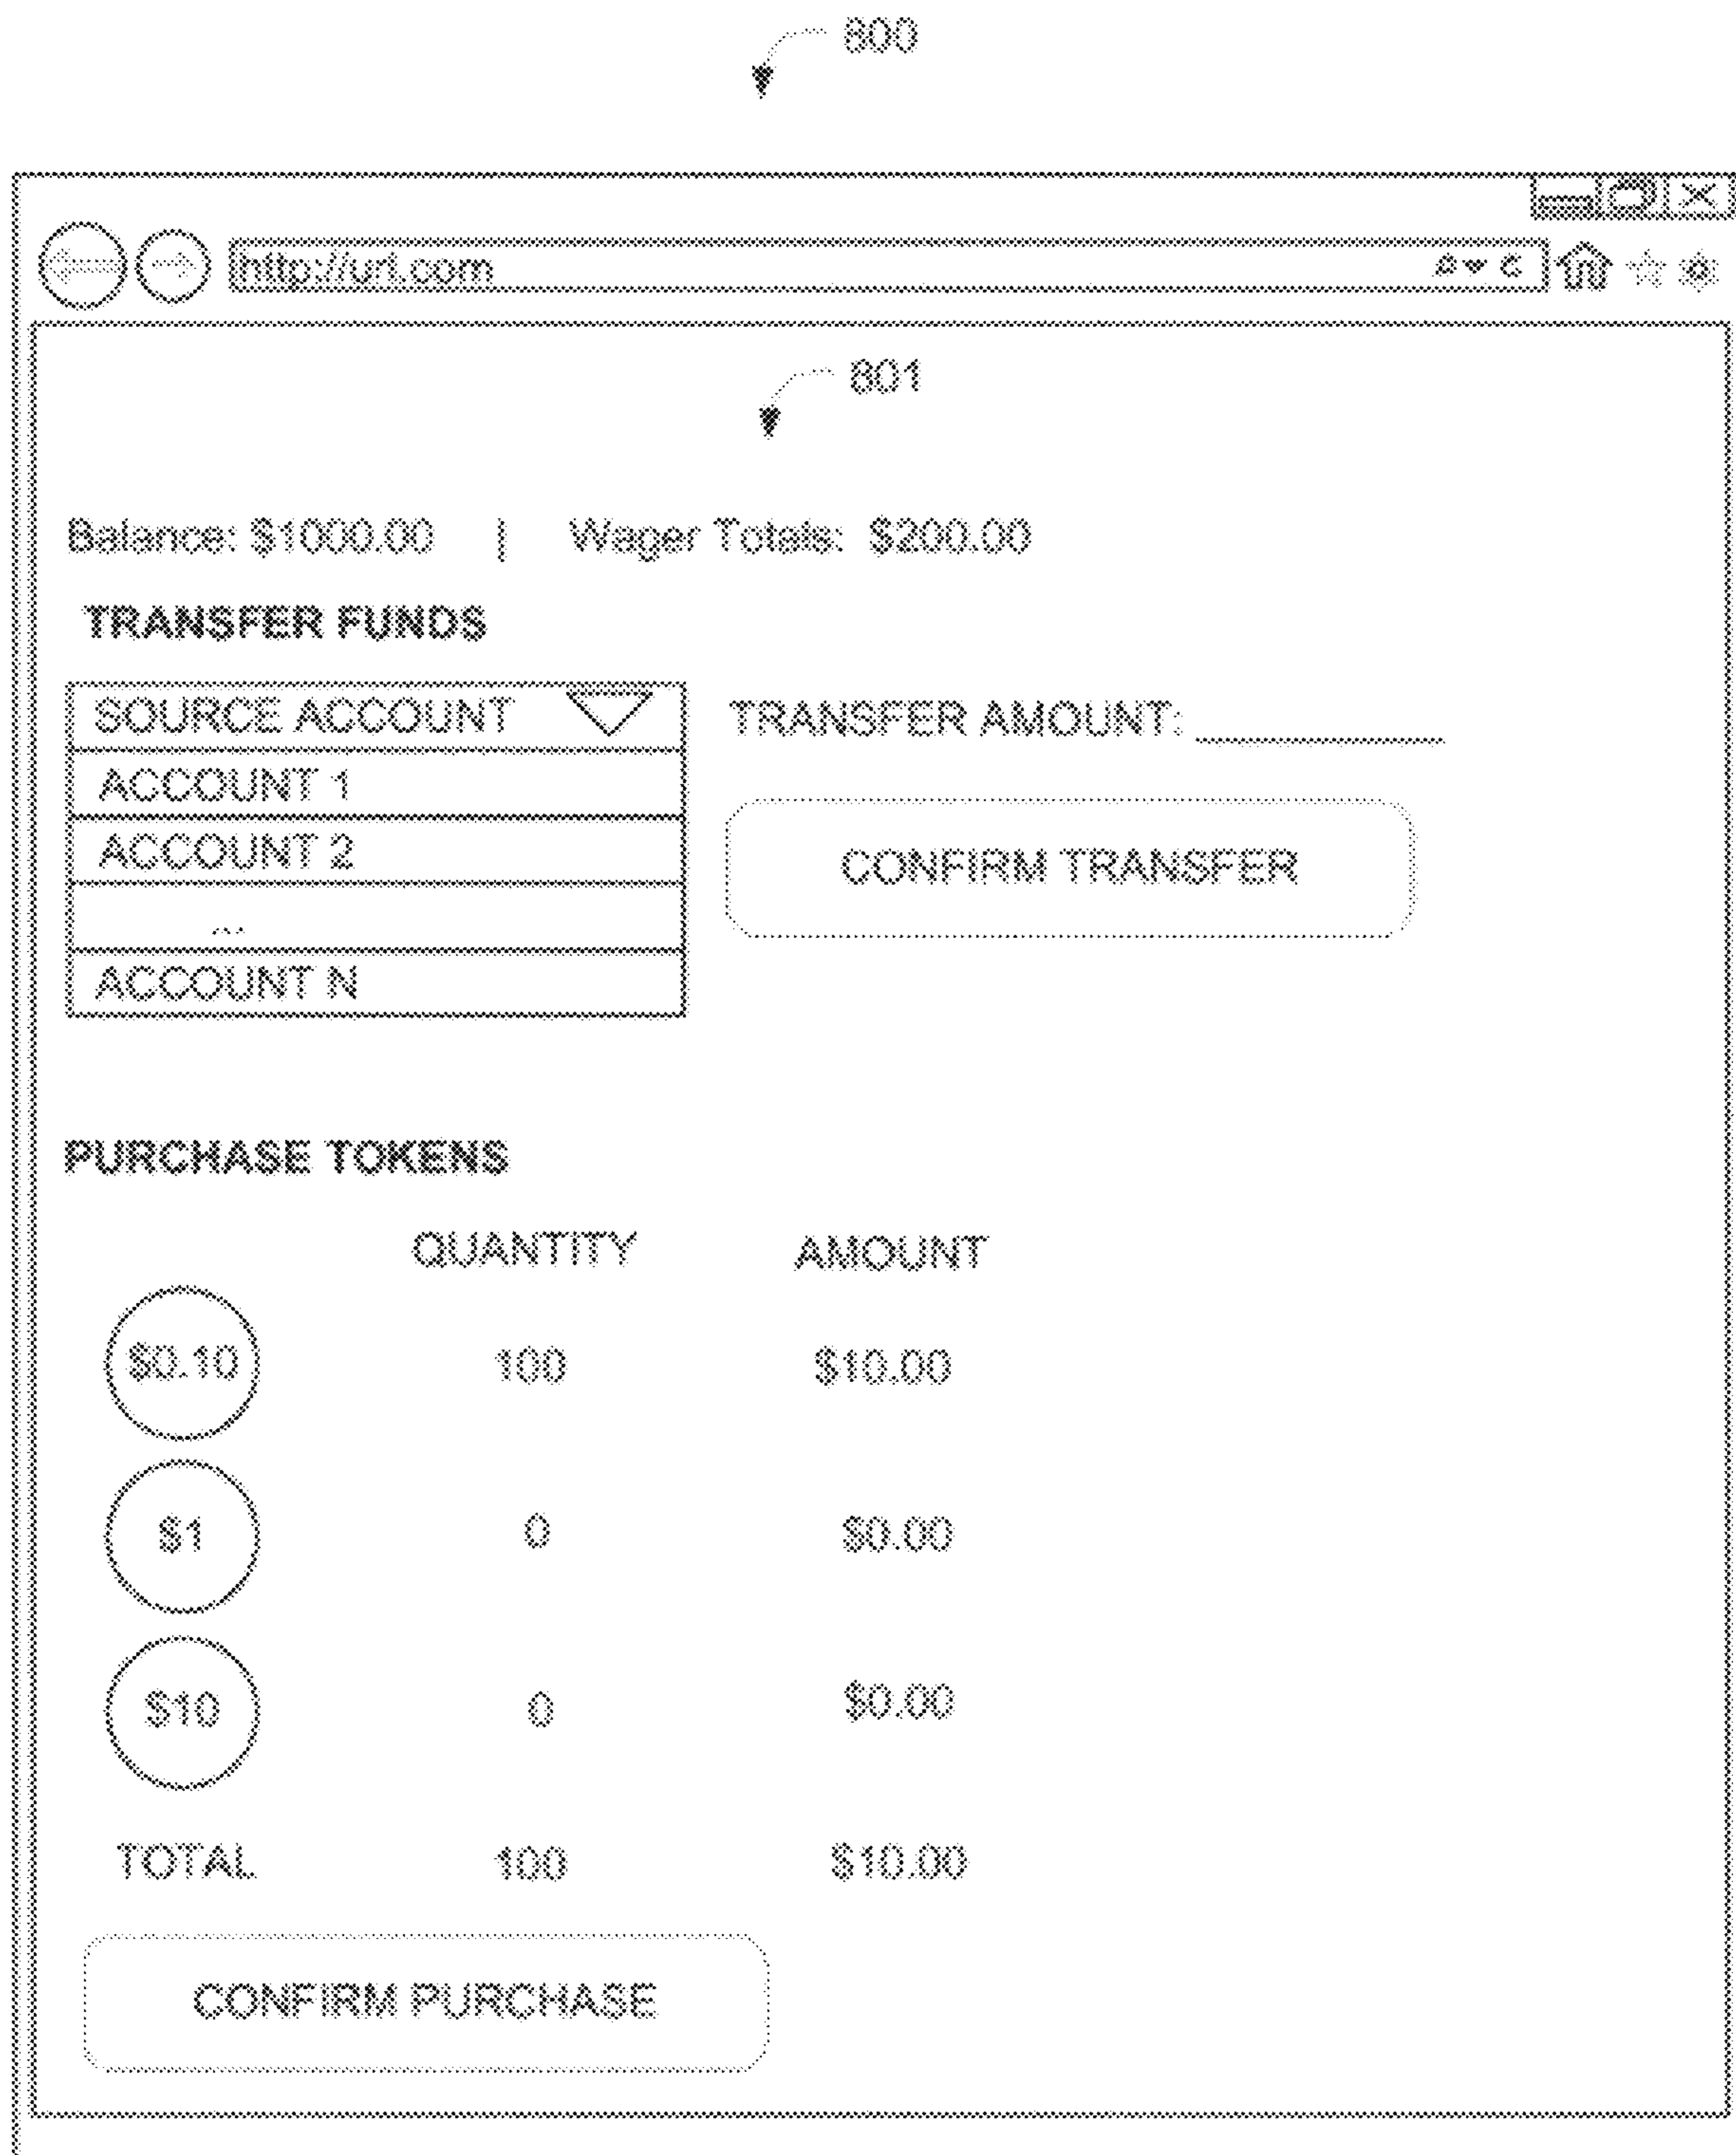 800
http://url.com
801
Balance: $1000.00 | Wager Totals: $200.00
TRANSFER FUNDS
SOURCE ACCOUNT TRANSFER AMOUNT: __________
ACCOUNT 1
ACCOUNT 2
CONFIRM TRANSFER
...
ACCOUNT N
PURCHASE TOKENS
QUANTITY AMOUNT
$0.10 100 $10.00
$1 0 $0.00
$10 0 $0.00
TOTAL 100 $10.00
CONFIRM PURCHASE